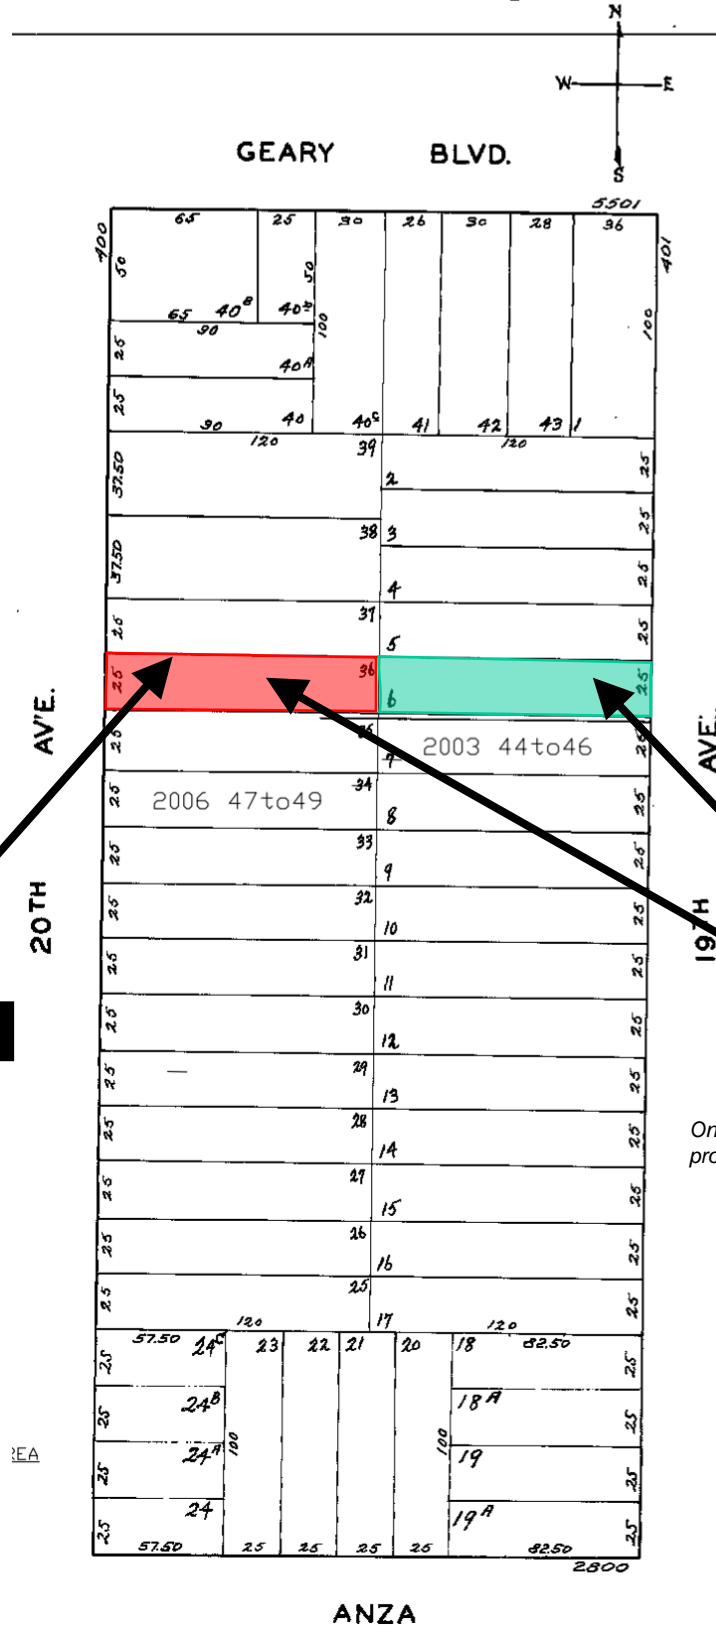 N
W E
S
GEARY BLVD.
5501
400 65 25 30 26 30 28 36 401
50 50
65 40B 40D 100 100
90
25 40A
25
90 40 40C 41 42 43 1
120 39 120
37.50 2 25
38 3 25
37.50 4 25
25 37 5
25 36 6 25
25 35 7 2003 44to46 25
25 2006 47to49 34 8 25
25 33 9 25
25 32 10 25
25 31 11 25
25 30 12 25
25 29 13 25
25 28 14 25
25 27 15 25
25 26 16 25
25 25 17 25
120 120
57.50 24C 23 22 21 20 18 82.50
25 25
24B 18A
25 25
24A 100 100 19
25 25
24 19A
25 25
57.50 25 25 25 25 82.50
2800
20TH AV'E.
19TH AVE.
On
pro
REA
ANZA